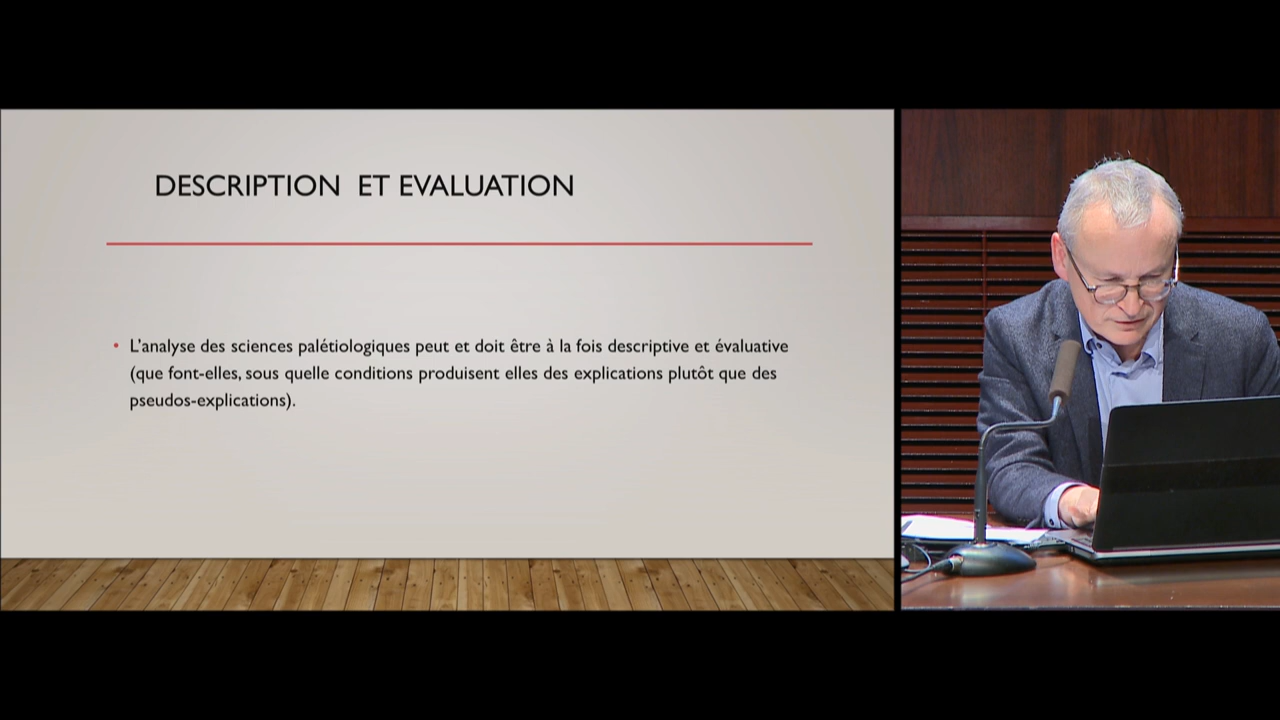 DESCRIPTION ET EVALUATION
• L’analyse des sciences palétiologiques peut et doit être à la fois descriptive et évaluative
(que font-elles, sous quelle conditions produisent elles des explications plutôt que des
pseudos-explications).